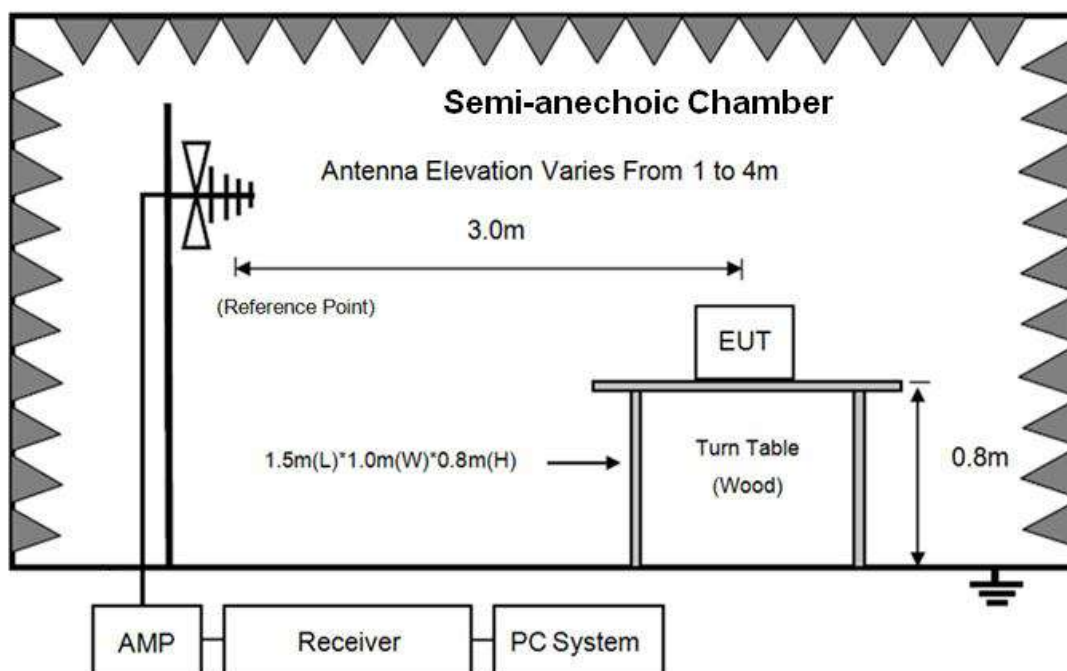 Semi-anechoic Chamber
Antenna Elevation Varies From 1 to 4m
3.0m
(Reference Point)
EUT
1.5m(L)*1.0m(W)*0.8m(H)
Turn Table
(Wood)
0.8m
AMP
Receiver
PC System